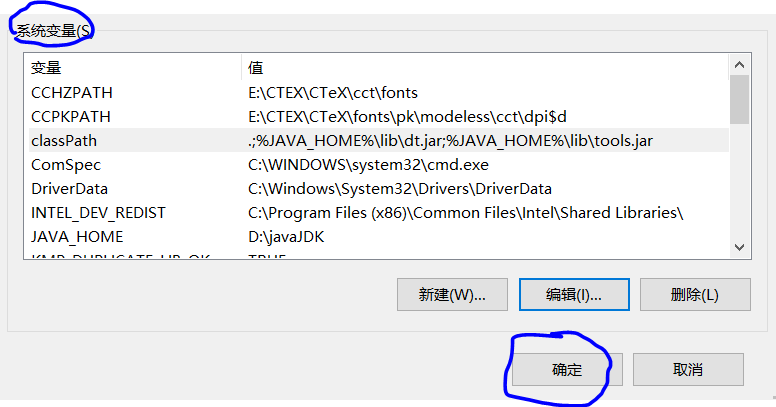 系统变量(S
变量 值
CCHZPATH E:\CTEX\CTeX\cct\fonts
CCPKPATH E:\CTEX\CTeX\fonts\pk\modeless\cct\dpi$d
classPath .;%JAVA_HOME%\lib\dt.jar;%JAVA_HOME%\lib\tools.jar
ComSpec C:\WINDOWS\system32\cmd.exe
DriverData C:\Windows\System32\Drivers\DriverData
INTEL_DEV_REDIST C:\Program Files (x86)\Common Files\Intel\Shared Libraries\
JAVA_HOME D:\javaJDK
KMP_DUPLICATE_LIB_OK TRUE
新建(W)... 编辑(I)... 删除(L)
确定 取消